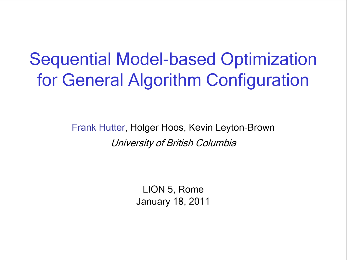 Sequential Model-based Optimization
for General Algorithm Configuration
Frank Hutter, Holger Hoos, Kevin Leyton-Brown
University of British Columbia
LION 5, Rome
January 18, 2011